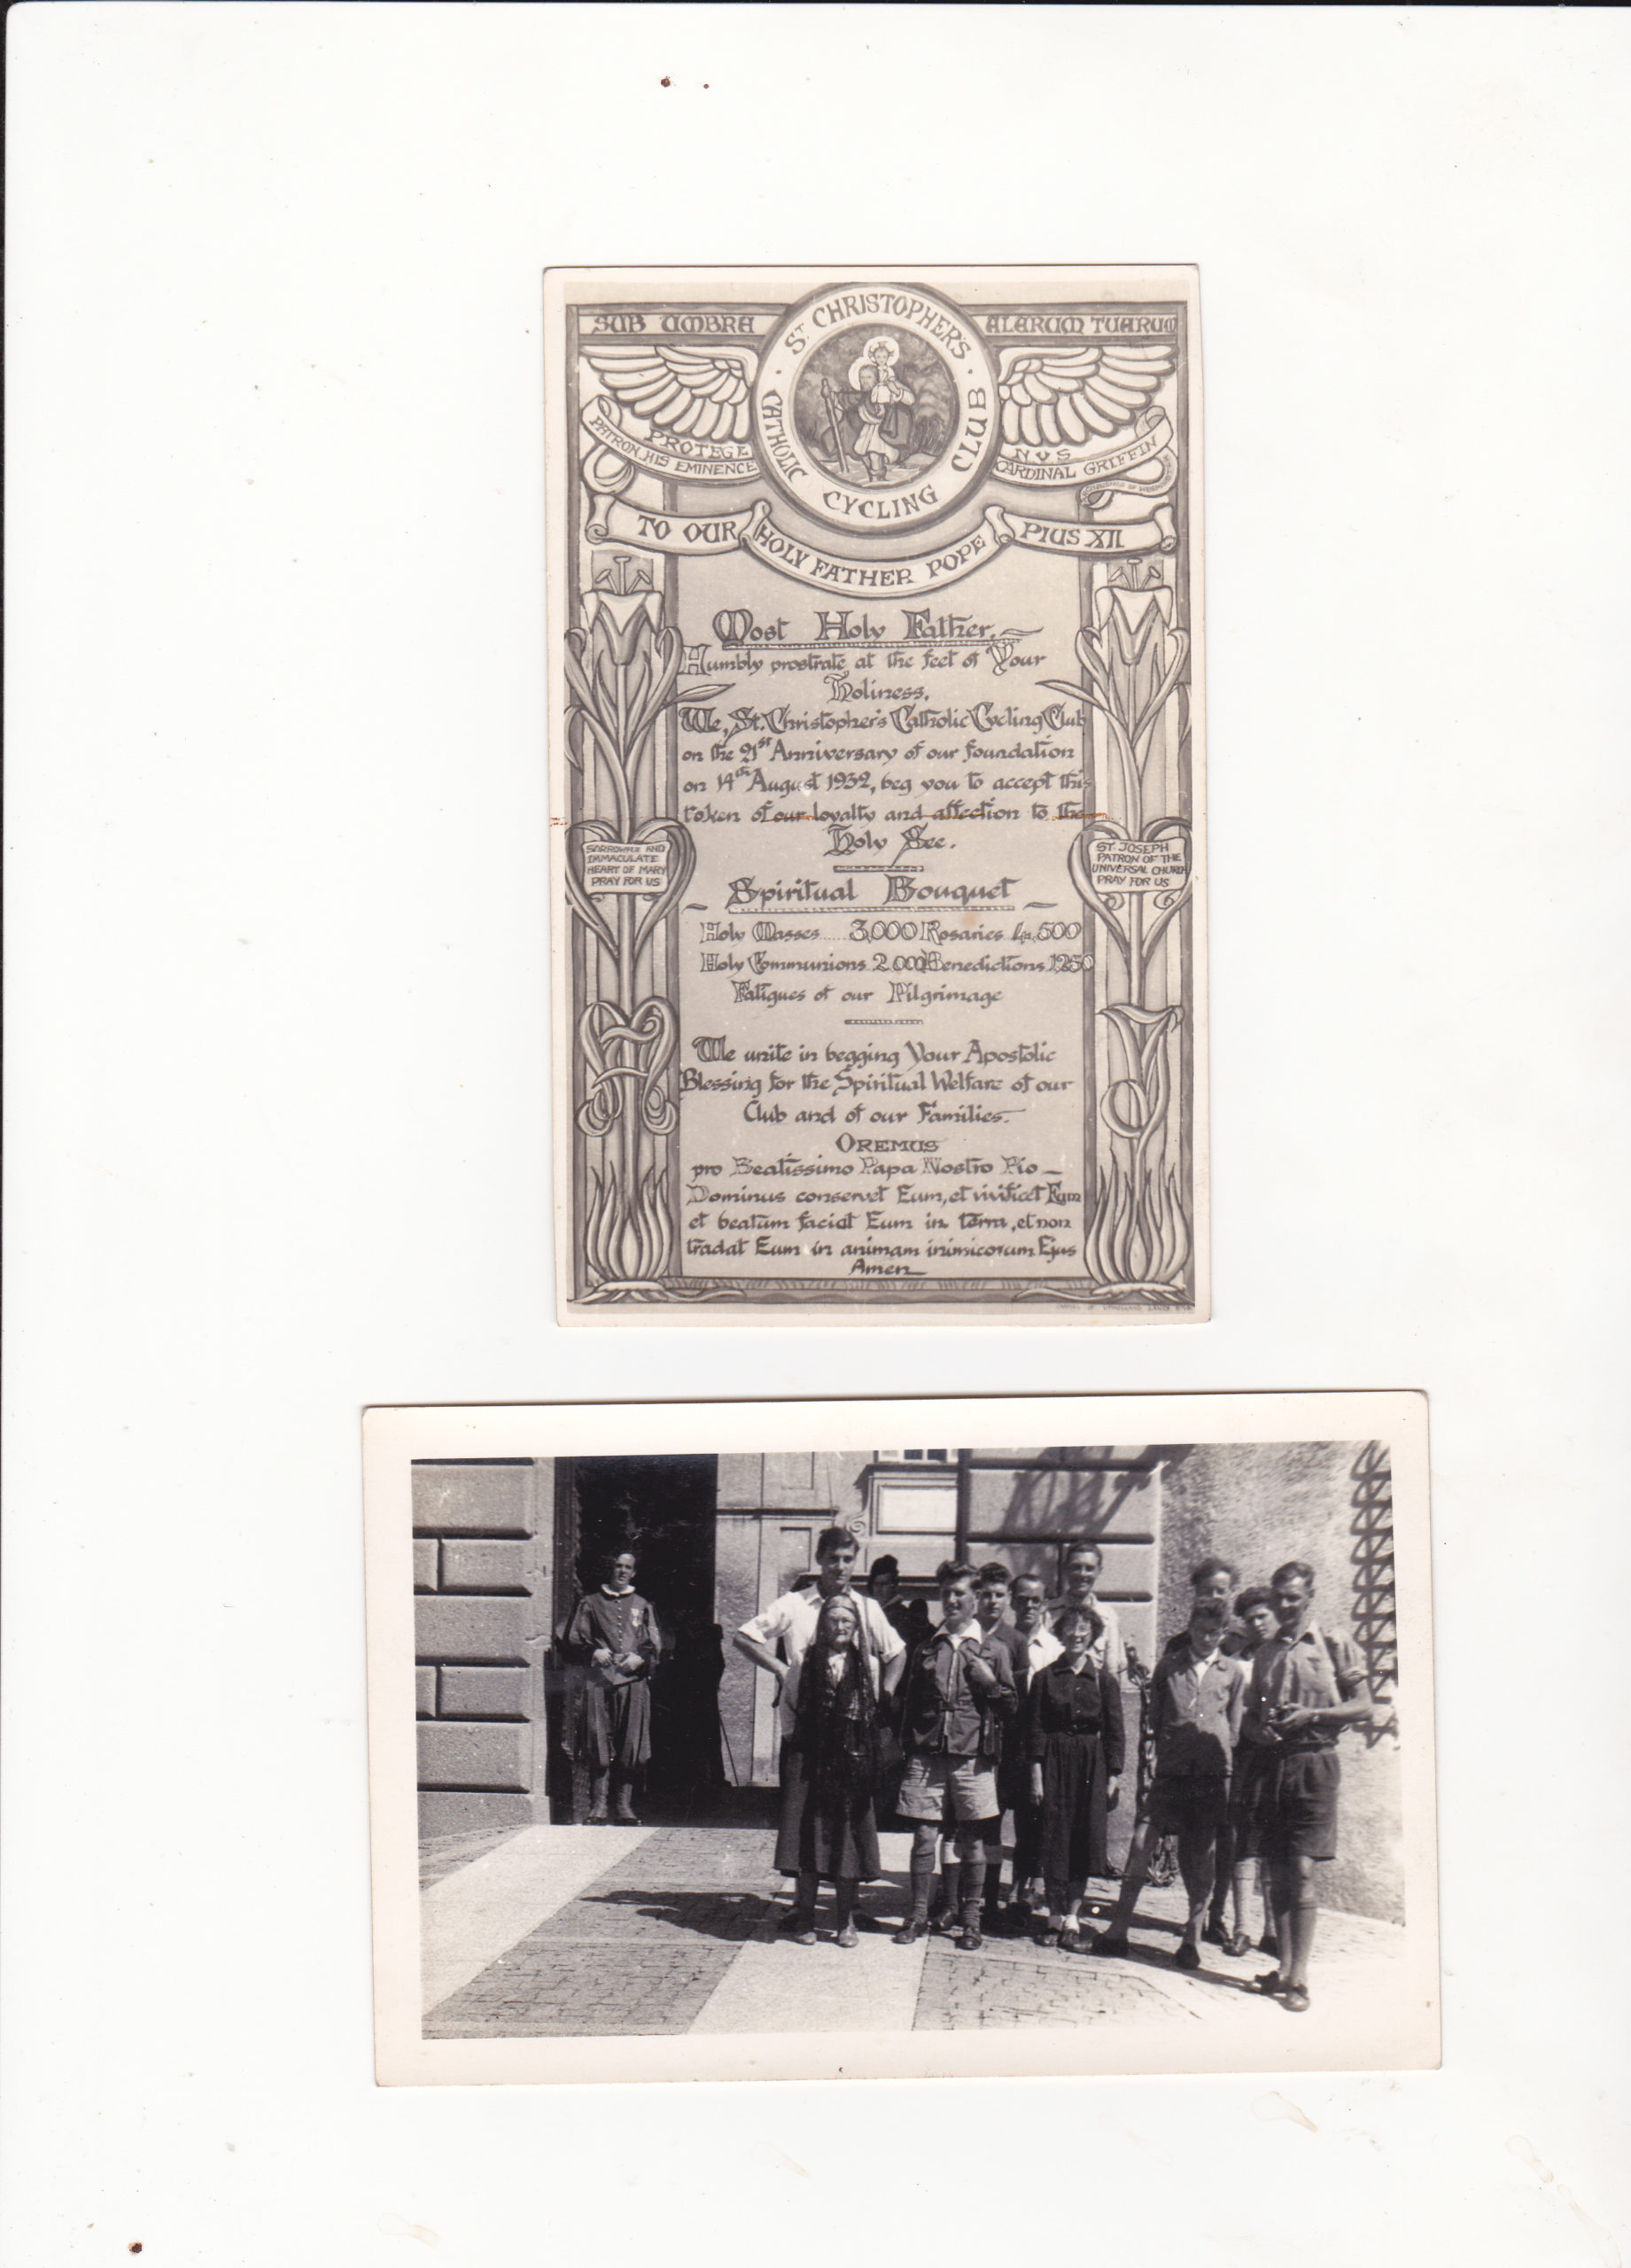 SUB UMBRA
ALARUM TUARUM
ST CHRISTOPHER'S
CATHOLIC CYCLING CLUB
PROTEGE
NVS
PATRON. HIS EMINENCE
CARDINAL GRIFFIN
TO OUR HOLY FATHER POPE PIUS XII
Most Holy Father.
Humbly prostrate at the feet of Your
Holiness.
We, St. Christopher's Catholic Cycling Club
on the 21st Anniversary of our foundation
on 14th August 1932, beg you to accept this
token of our loyalty and affection to the
Holy See.
SORROWFUL AND
IMMACULATE
HEART OF MARY
PRAY FOR US
ST. JOSEPH
PATRON OF THE
UNIVERSAL CHURCH
PRAY FOR US
Spiritual Bouquet
Holy Masses ..... 3,000 Rosaries 4,500
Holy Communions 2,000 Benedictions 1250
Fatigues of our Pilgrimage
We unite in begging Your Apostolic
Blessing for the Spiritual Welfare of our
Club and of our Families.
OREMUS
pro Beatissimo Papa Nostro Pio
Dominus conservet Eum, et vivificet Eum
et beatum faciat Eum in terra, et non
tradat Eum in animam inimicorum Ejus
Amen